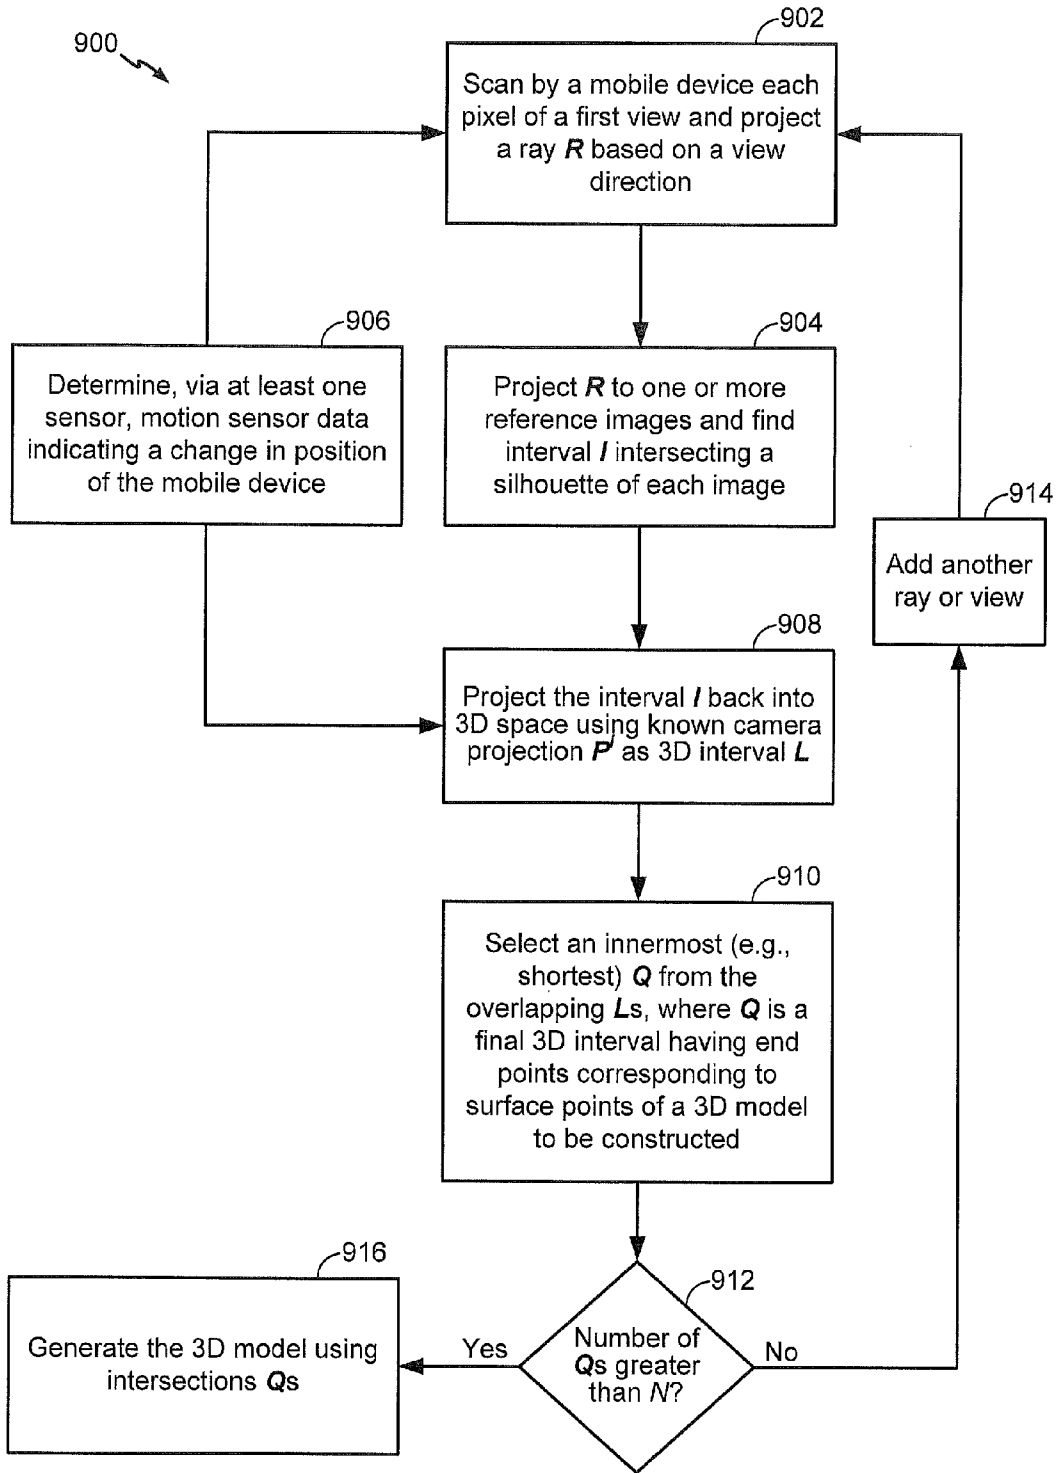 900
902
Scan by a mobile device each
pixel of a first view and project
a ray R based on a view
direction
904
Project R to one or more
reference images and find
interval I intersecting a
silhouette of each image
906
Determine, via at least one
sensor, motion sensor data
indicating a change in position
of the mobile device
908
Project the interval I back into
3D space using known camera
projection Pʲ as 3D interval L
910
Select an innermost (e.g.,
shortest) Q from the
overlapping Ls, where Q is a
final 3D interval having end
points corresponding to
surface points of a 3D model
to be constructed
912
Number of
Qs greater
than N?
Yes
No
914
Add another
ray or view
916
Generate the 3D model using
intersections Qs